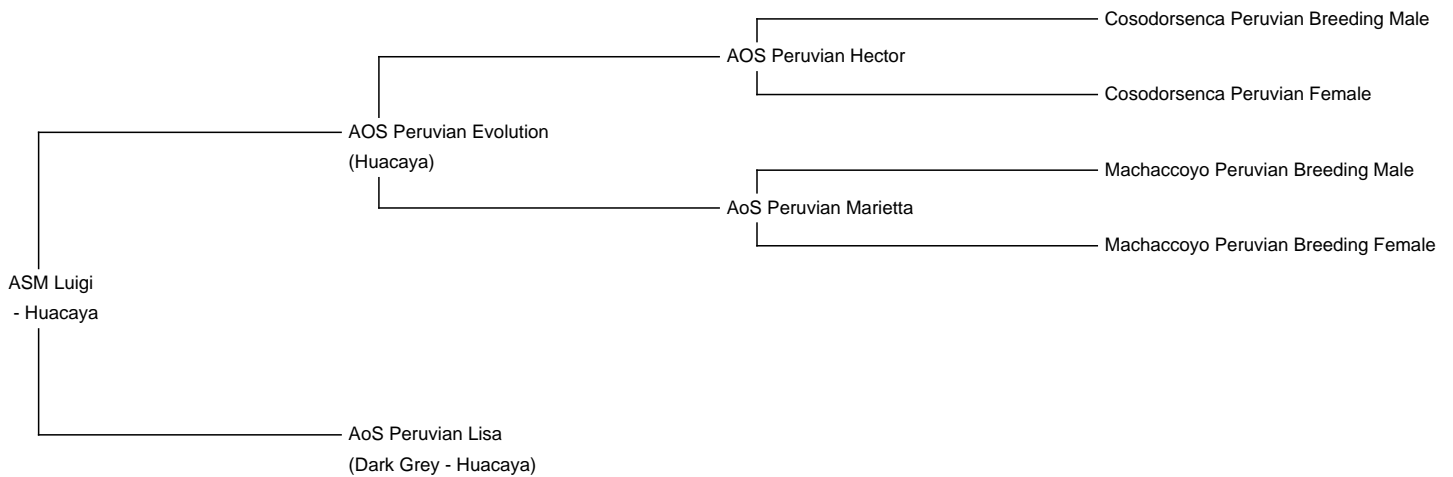 Cosodorsenca Peruvian Breeding Male
AOS Peruvian Hector
Cosodorsenca Peruvian Female
AOS Peruvian Evolution
(Huacaya)
Machaccoyo Peruvian Breeding Male
AoS Peruvian Marietta
Machaccoyo Peruvian Breeding Female
ASM Luigi
- Huacaya
AoS Peruvian Lisa
(Dark Grey - Huacaya)